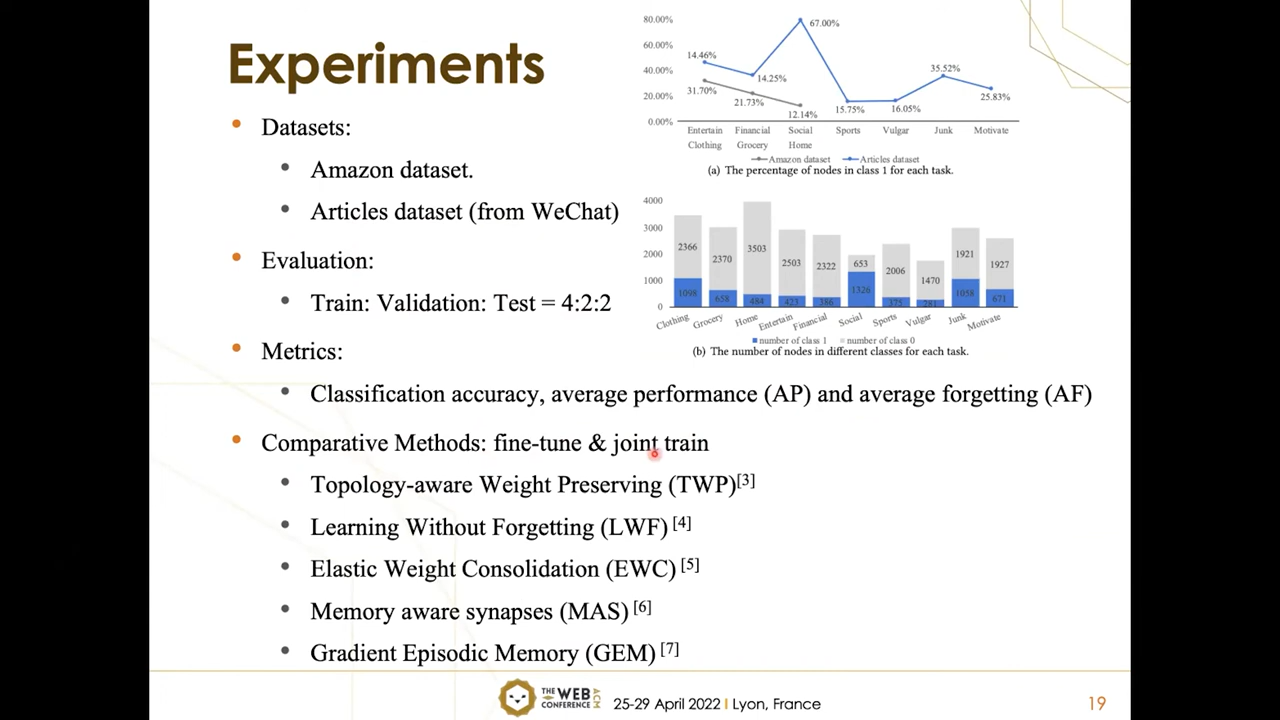 Experiments
Datasets:
Amazon dataset.
Articles dataset (from WeChat)
Evaluation:
Train: Validation: Test = 4:2:2
Metrics:
Classification accuracy, average performance (AP) and average forgetting (AF)
Comparative Methods: fine-tune & joint train
Topology-aware Weight Preserving (TWP)[3]
Learning Without Forgetting (LWF) [4]
Elastic Weight Consolidation (EWC) [5]
Memory aware synapses (MAS) [6]
Gradient Episodic Memory (GEM) [7]
80.00%
60.00%
40.00%
20.00%
0.00%
14.46%
31.70%
14.25%
21.73%
67.00%
12.14%
15.75%
16.05%
35.52%
25.83%
Entertain Financial Social Sports Vulgar Junk Motivate
Clothing Grocery Home
Amazon dataset Articles dataset
(a) The percentage of nodes in class 1 for each task.
4000
3000
2000
1000
0
2366 2370 3503 2503 2322 653 2006 1470 1921 1927
1098 658 484 423 386 1326 375 281 1058 671
Clothing Grocery Home Entertain Financial Social Sports Vulgar Junk Motivate
number of class 1 number of class 0
(b) The number of nodes in different classes for each task.
THE WEB CONFERENCE ACM
25-29 April 2022 I Lyon, France
19